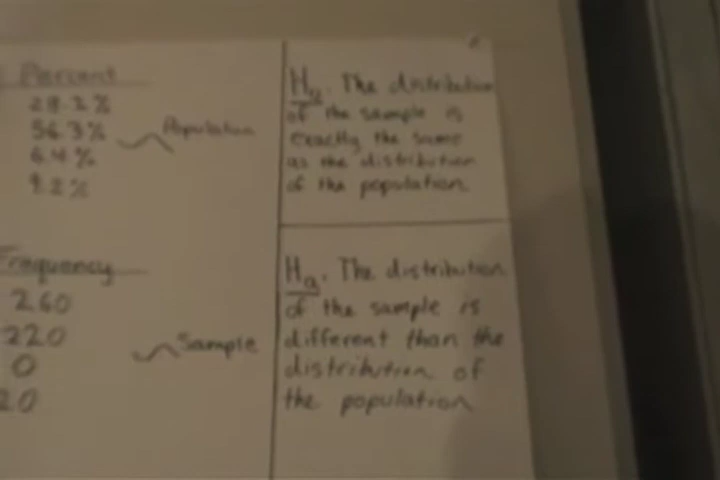 Percent
28.2%
56.3%
6.4%
9.2%
Population
Frequency
260
220
0
20
Sample
H₀. The distribution
of the sample is
exactly the same
as the distribution
of the population.
Hₐ. The distribution
of the sample is
different than the
distribution of
the population